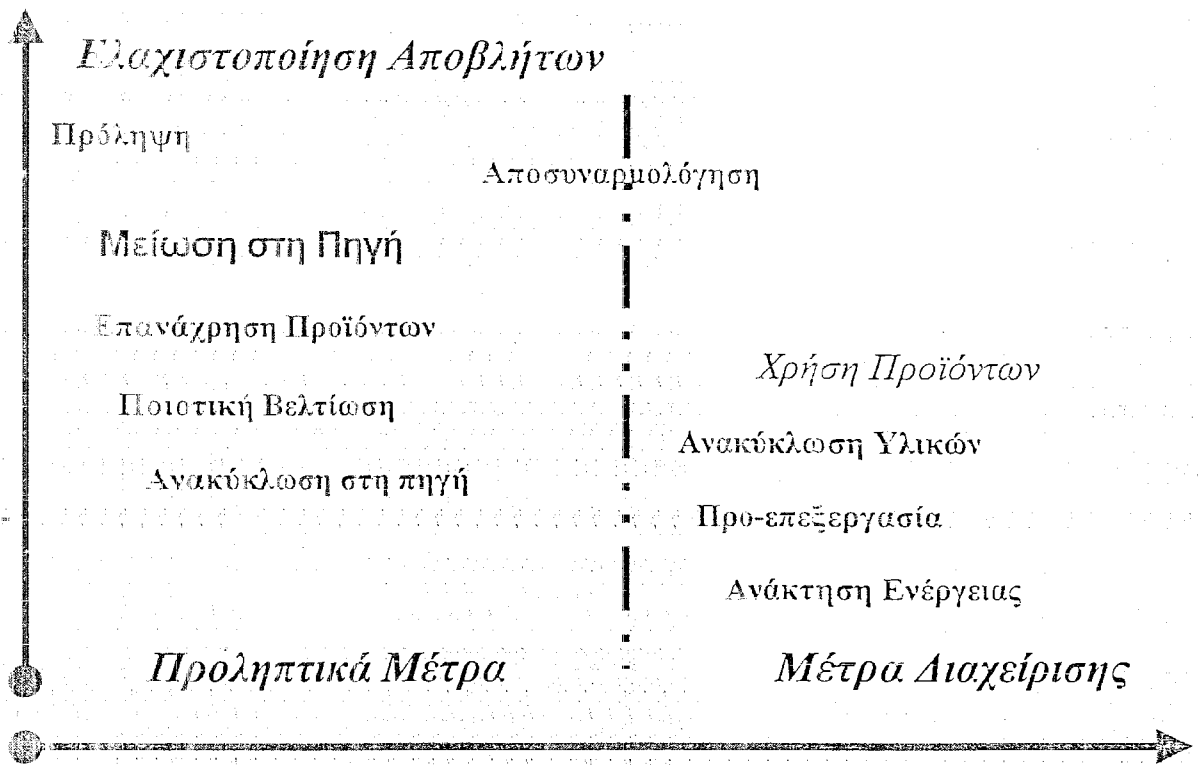 Ελαχιστοποίηση Αποβλήτων
Πρόληψη
Αποσυναρμολόγηση
Μείωση στη Πηγή
Επανάχρηση Προϊόντων
Χρήση Προϊόντων
Ποιοτική Βελτίωση
Ανακύκλωση Υλικών
Ανακύκλωση στη πηγή
Προ-επεξεργασία
Ανάκτηση Ενέργειας
Προληπτικά Μέτρα
Μέτρα Διαχείρισης